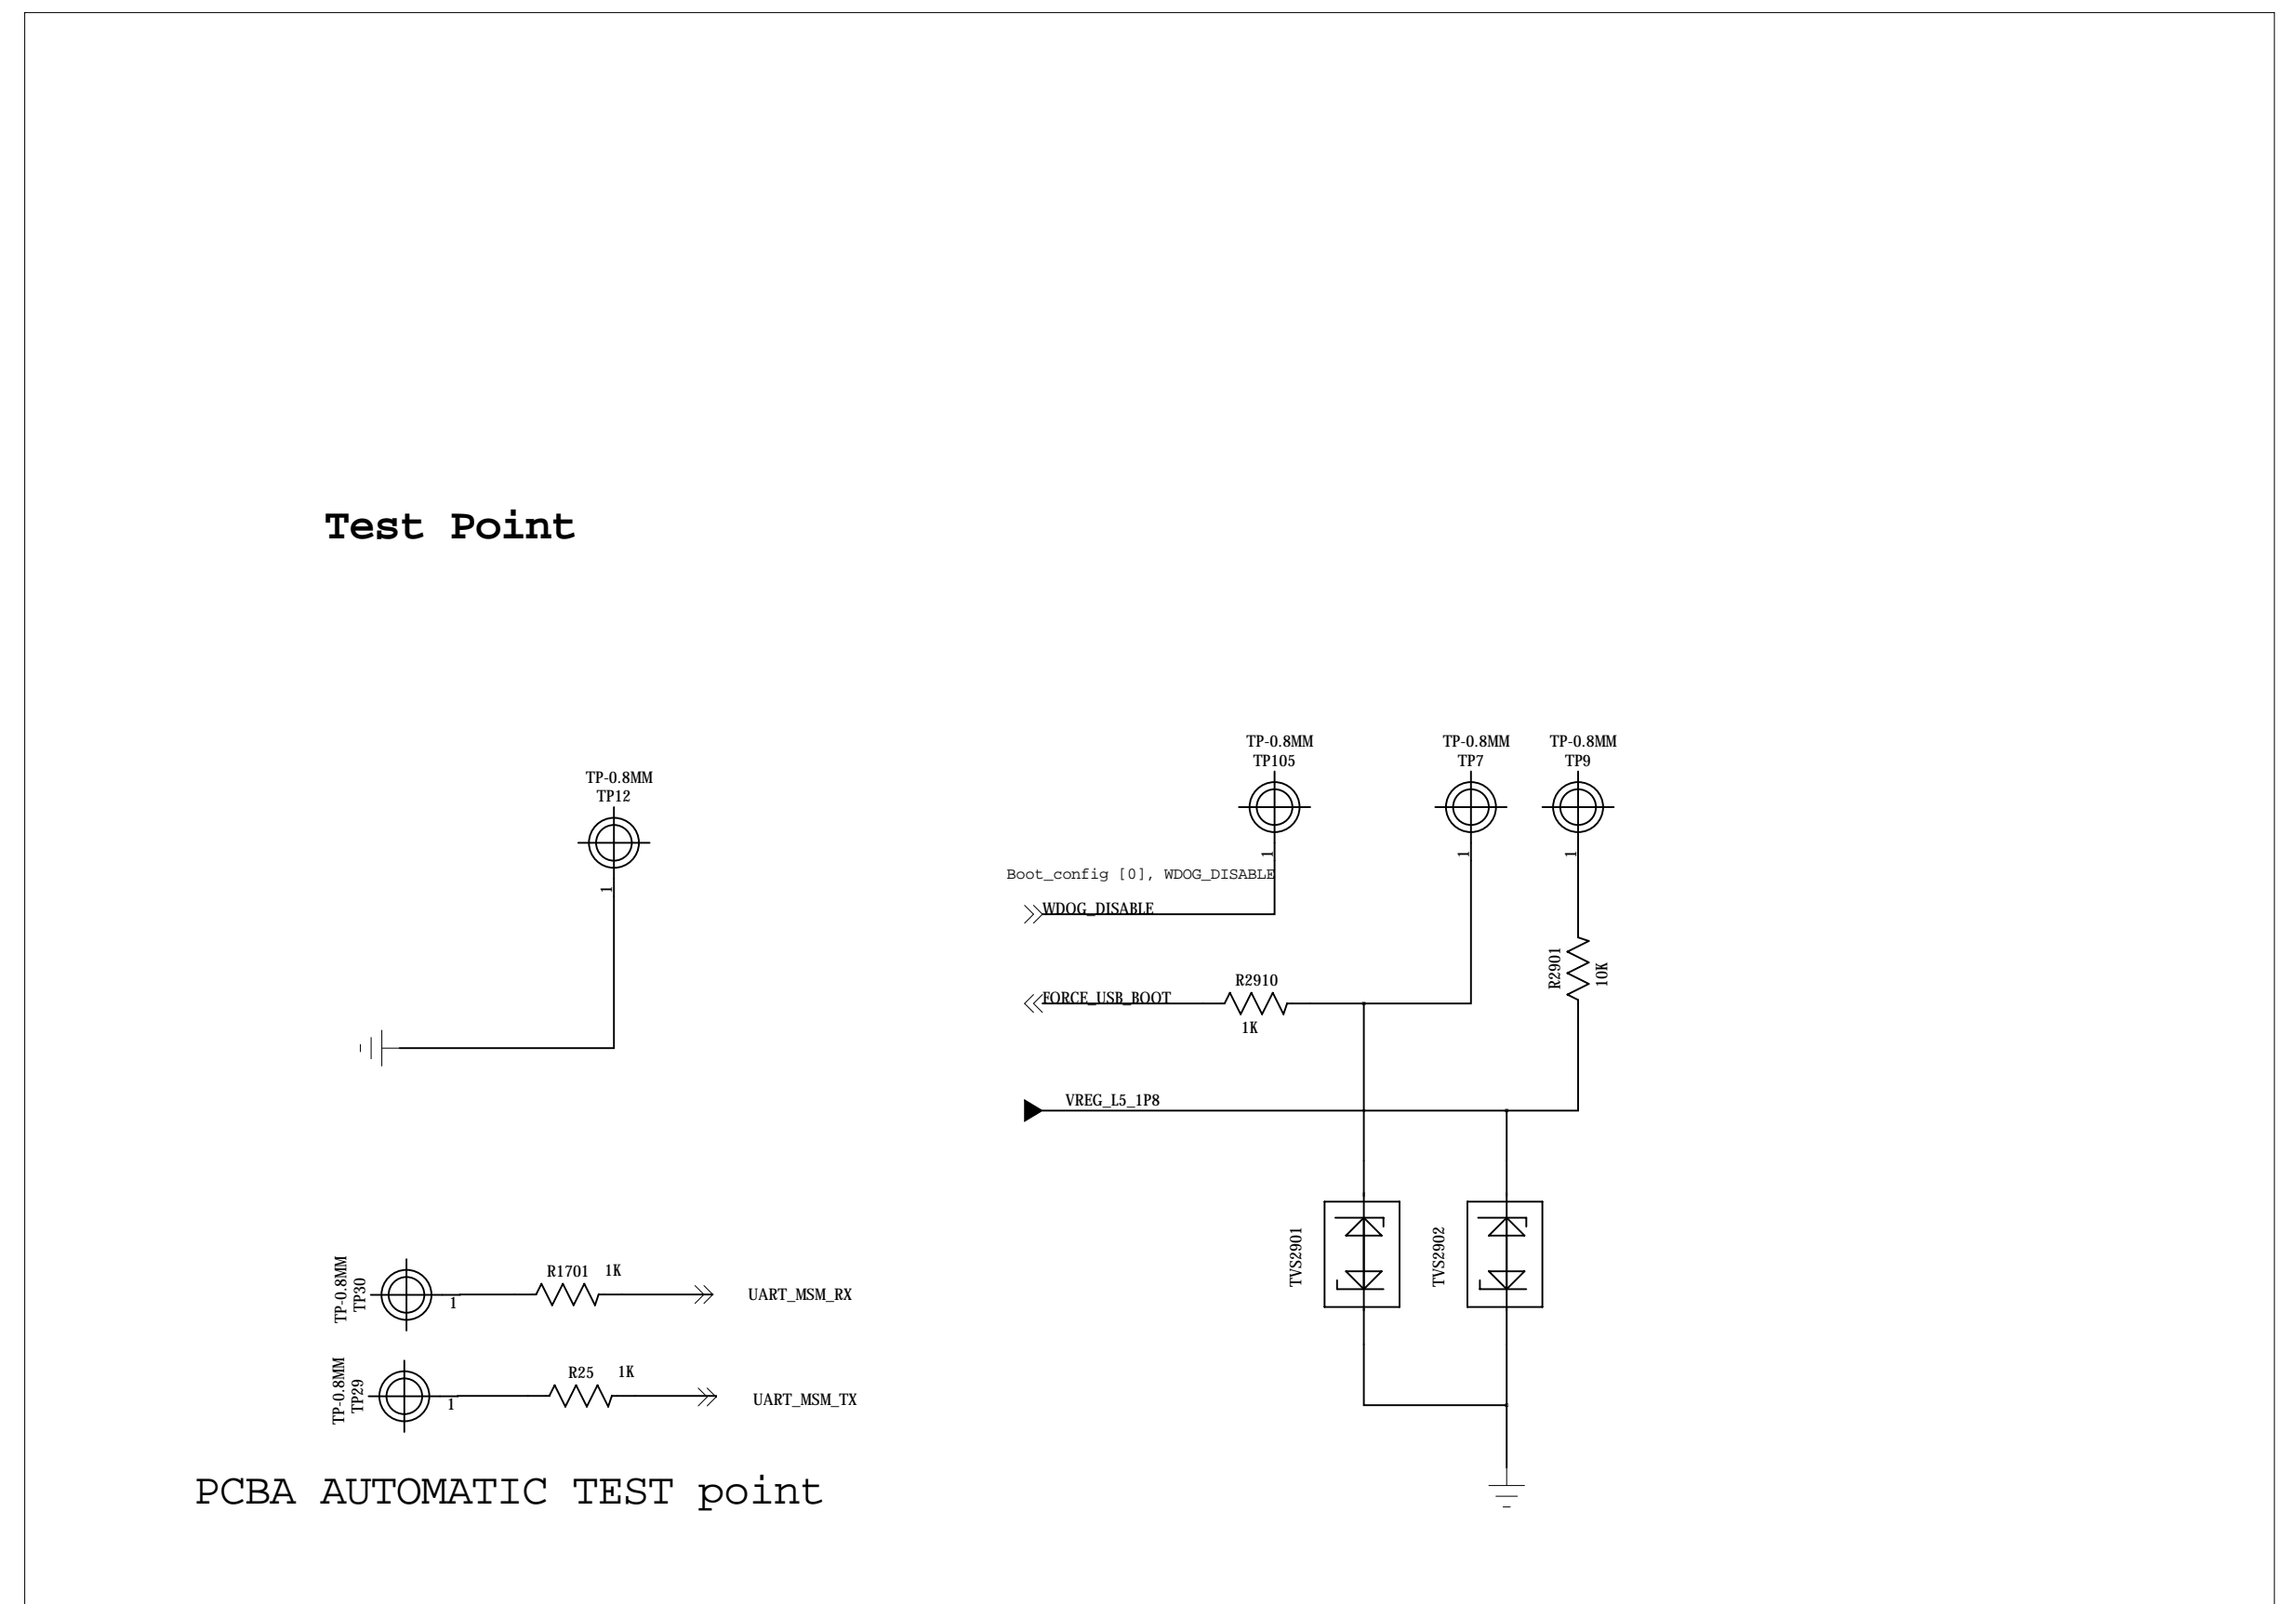 Test Point
TP-0.8MM
TP12
1
TP-0.8MM
TP105
1
TP-0.8MM
TP7
1
TP-0.8MM
TP9
1
Boot_config [0], WDOG_DISABLE
WDOG_DISABLE
FORCE_USB_BOOT
R2910
1K
R2901
10K
VREG_L5_1P8
TVS2901
TVS2902
TP-0.8MM
TP30
1
R1701
1K
UART_MSM_RX
TP-0.8MM
TP29
1
R25
1K
UART_MSM_TX
PCBA AUTOMATIC TEST point